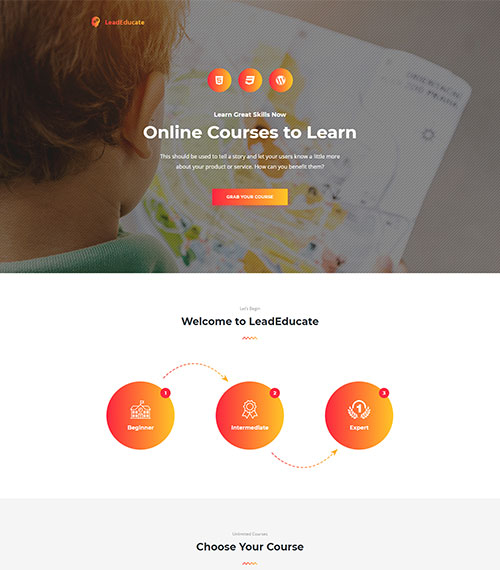 LeadEducate
Learn Great Skills Now
Online Courses to Learn
This should be used to tell a story and let your users know a little more
about your product or service. How can you benefit them?
GRAB YOUR COURSE
Let's Begin
Welcome to LeadEducate
1
2
3
1
Beginner
Intermediate
Expert
Unlimited Courses
Choose Your Course